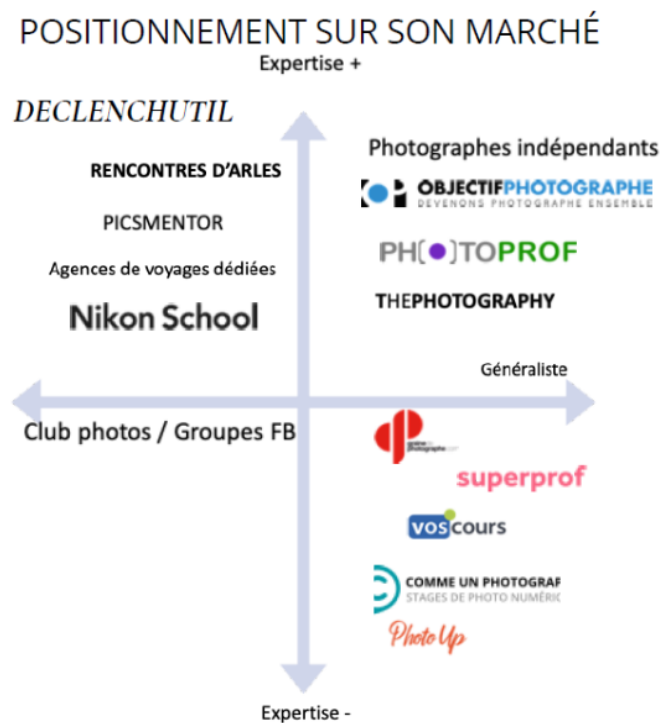 POSITIONNEMENT SUR SON MARCHÉ
Expertise +
DECLENCHUTIL
RENCONTRES D'ARLES
PICSMENTOR
Agences de voyages dédiées
Nikon School
Photographes indépendants
OBJECTIFPHOTOGRAPHE
DEVENONS PHOTOGRAPHE ENSEMBLE
PH[●]TOPROF
THEPHOTOGRAPHY
Généraliste
Club photos / Groupes FB
photographe
superprof
voscours
COMME UN PHOTOGRAF
STAGES DE PHOTO NUMÉRIC
Photo Up
Expertise -